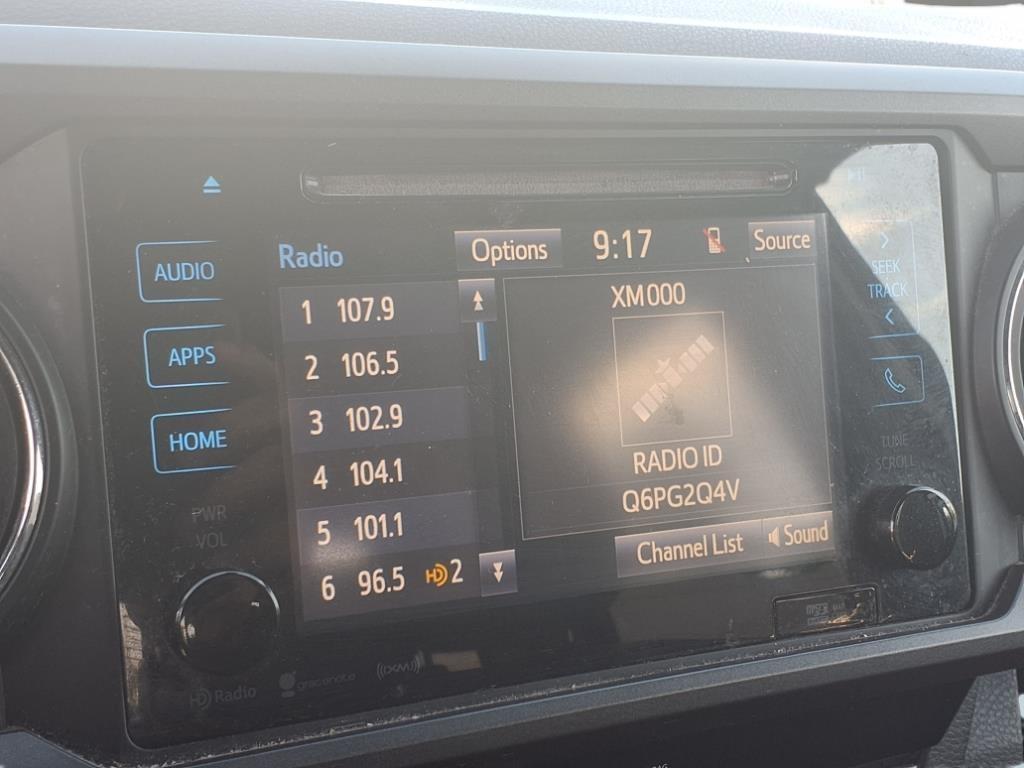 Radio
Options
9:17
Source
AUDIO
APPS
HOME
PWR
VOL
1 107.9
2 106.5
3 102.9
4 104.1
5 101.1
6 96.5 HD 2
XM000
RADIO ID
Q6PG2Q4V
Channel List
Sound
SEEK
TRACK
TUNE
SCROLL
HD Radio
gracenote
((XM))